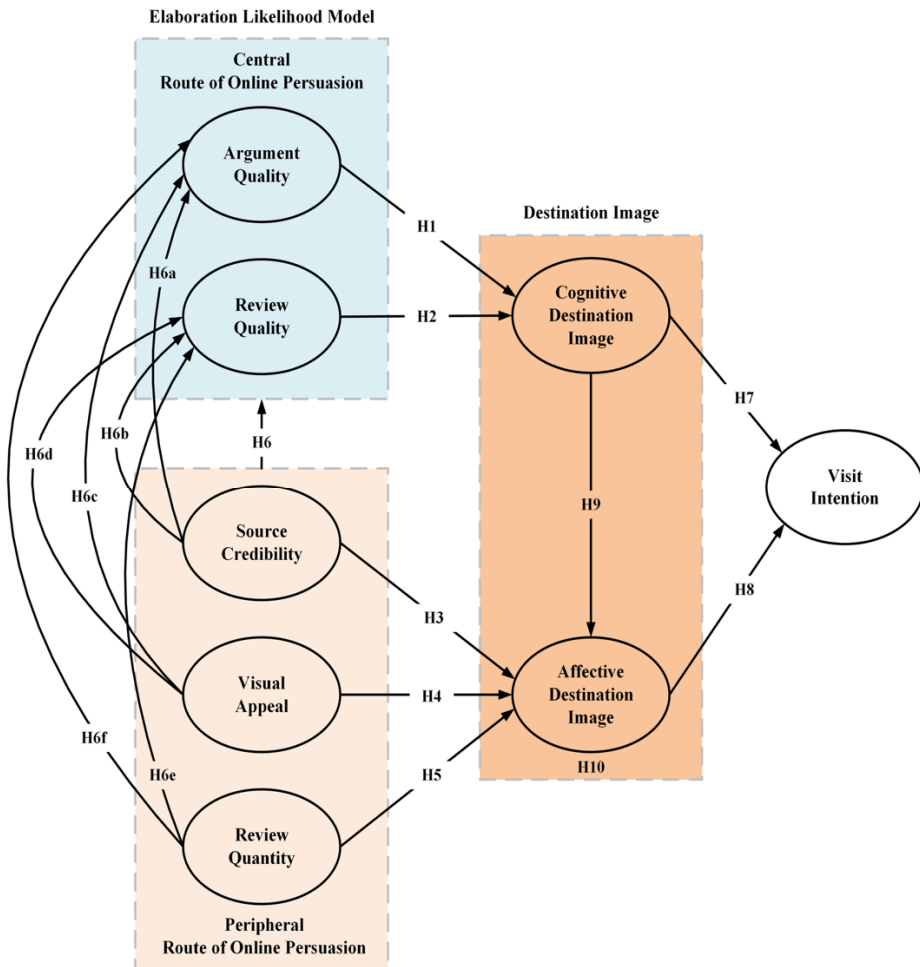 Elaboration Likelihood Model
Central
Route of Online Persuasion
Argument
Quality
Destination Image
H1
H6a
Review
Quality
H2
Cognitive
Destination
Image
H7
H6b
H6
H6d
H6c
Visit
Intention
Source
Credibility
H9
H8
H3
Visual
Appeal
H4
Affective
Destination
Image
H6f
H6e
H5
H10
Review
Quantity
Peripheral
Route of Online Persuasion